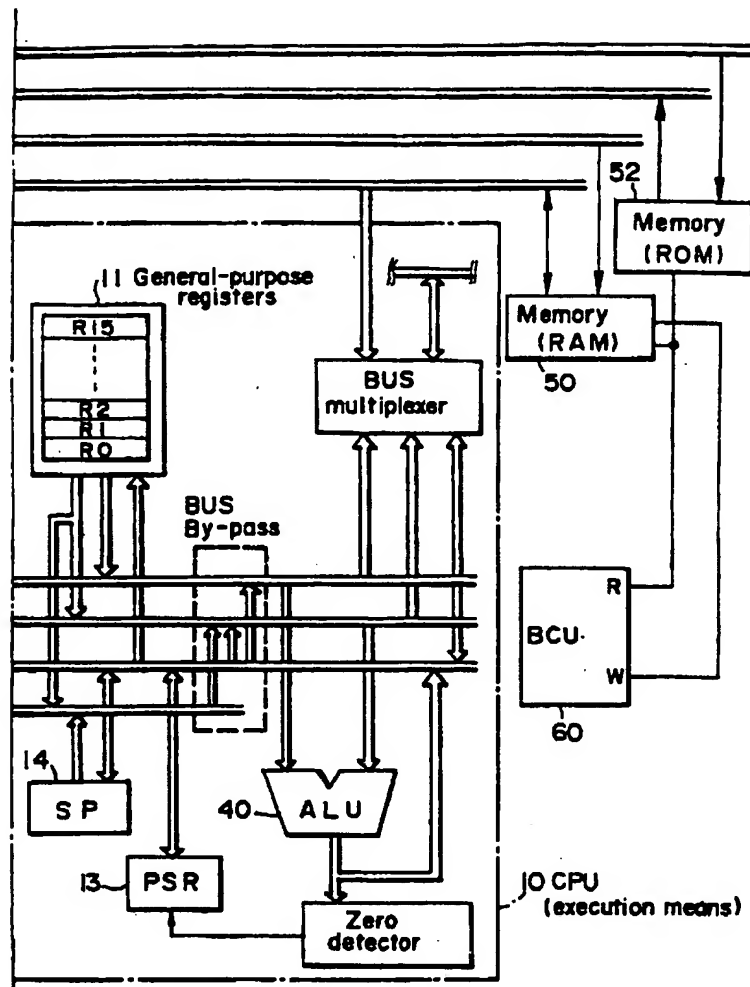 52
Memory
(ROM)
11 General-purpose
registers
R15
R2
R1
R0
Memory
(RAM)
50
BUS
multiplexer
BUS
By-pass
R
BCU
W
60
14
SP
40
ALU
13
PSR
Zero
detector
10 CPU
(execution means)